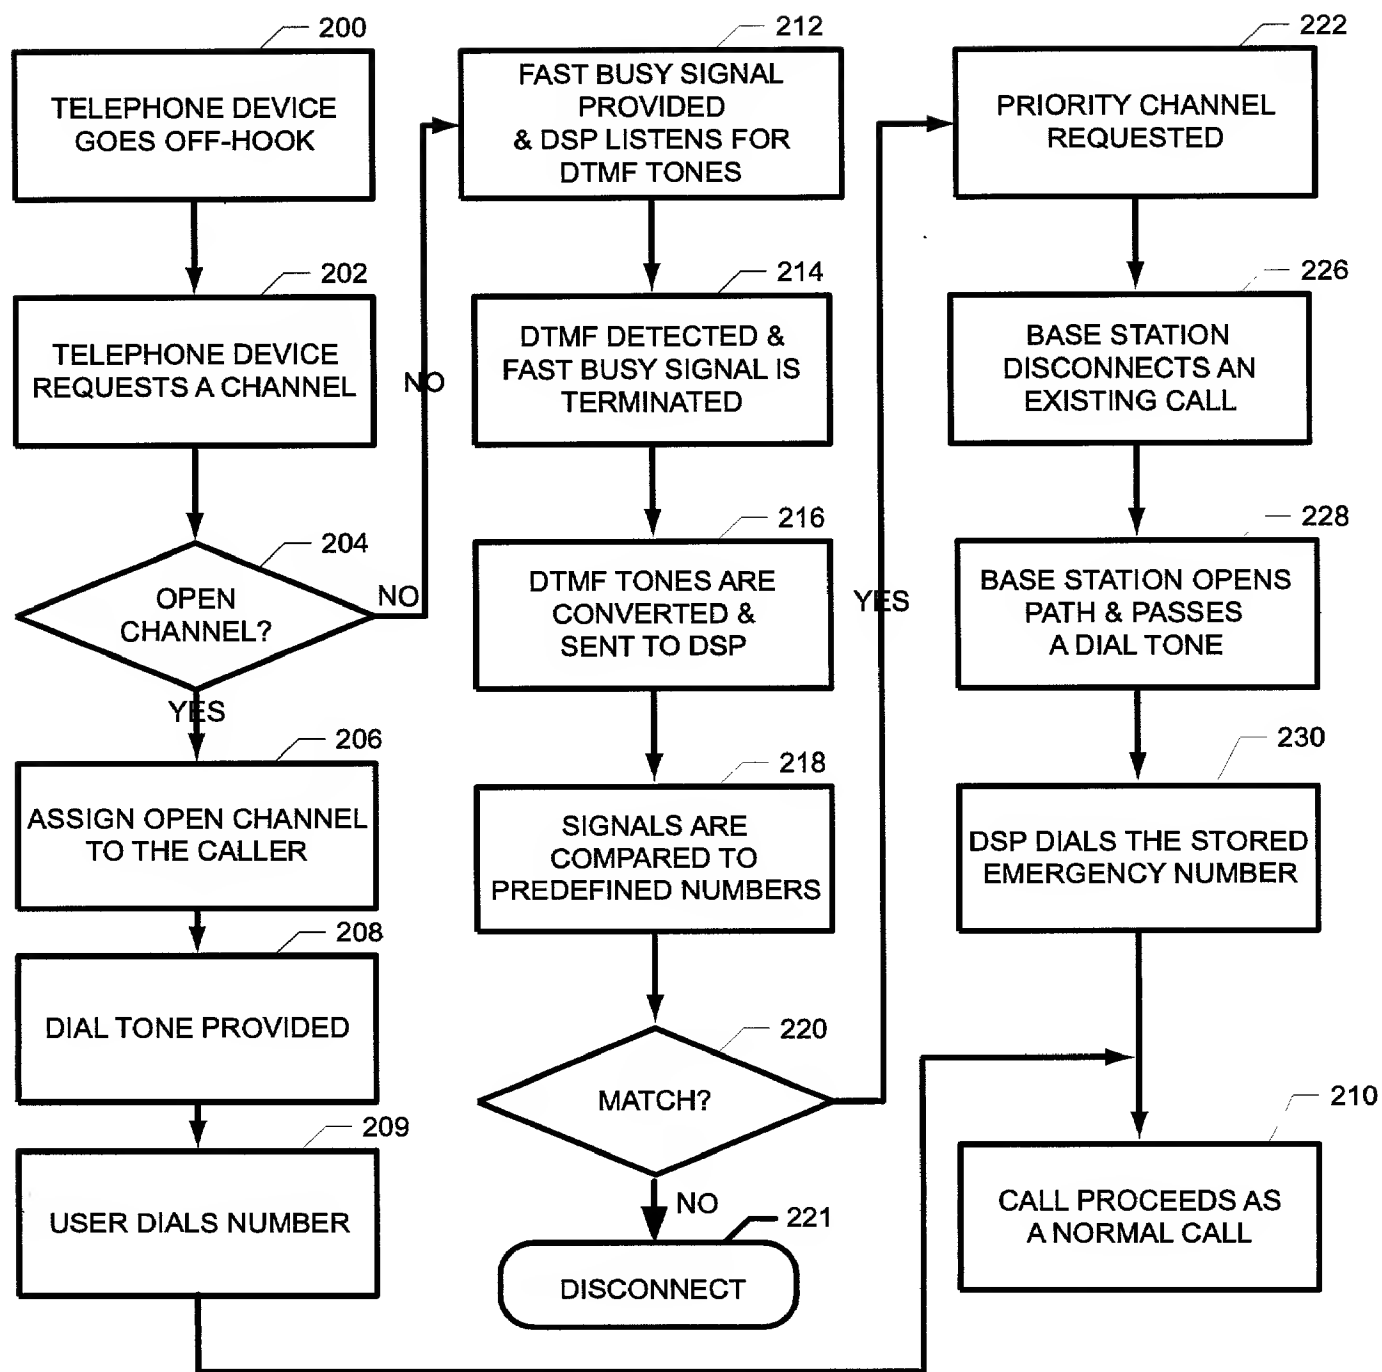 200
TELEPHONE DEVICE
GOES OFF-HOOK
202
TELEPHONE DEVICE
REQUESTS A CHANNEL
204
OPEN
CHANNEL?
NO
NO
YES
206
ASSIGN OPEN CHANNEL
TO THE CALLER
208
DIAL TONE PROVIDED
209
USER DIALS NUMBER
212
FAST BUSY SIGNAL
PROVIDED
& DSP LISTENS FOR
DTMF TONES
214
DTMF DETECTED &
FAST BUSY SIGNAL IS
TERMINATED
216
DTMF TONES ARE
CONVERTED &
SENT TO DSP
218
SIGNALS ARE
COMPARED TO
PREDEFINED NUMBERS
220
MATCH?
YES
NO
221
DISCONNECT
222
PRIORITY CHANNEL
REQUESTED
226
BASE STATION
DISCONNECTS AN
EXISTING CALL
228
BASE STATION OPENS
PATH & PASSES
A DIAL TONE
230
DSP DIALS THE STORED
EMERGENCY NUMBER
210
CALL PROCEEDS AS
A NORMAL CALL